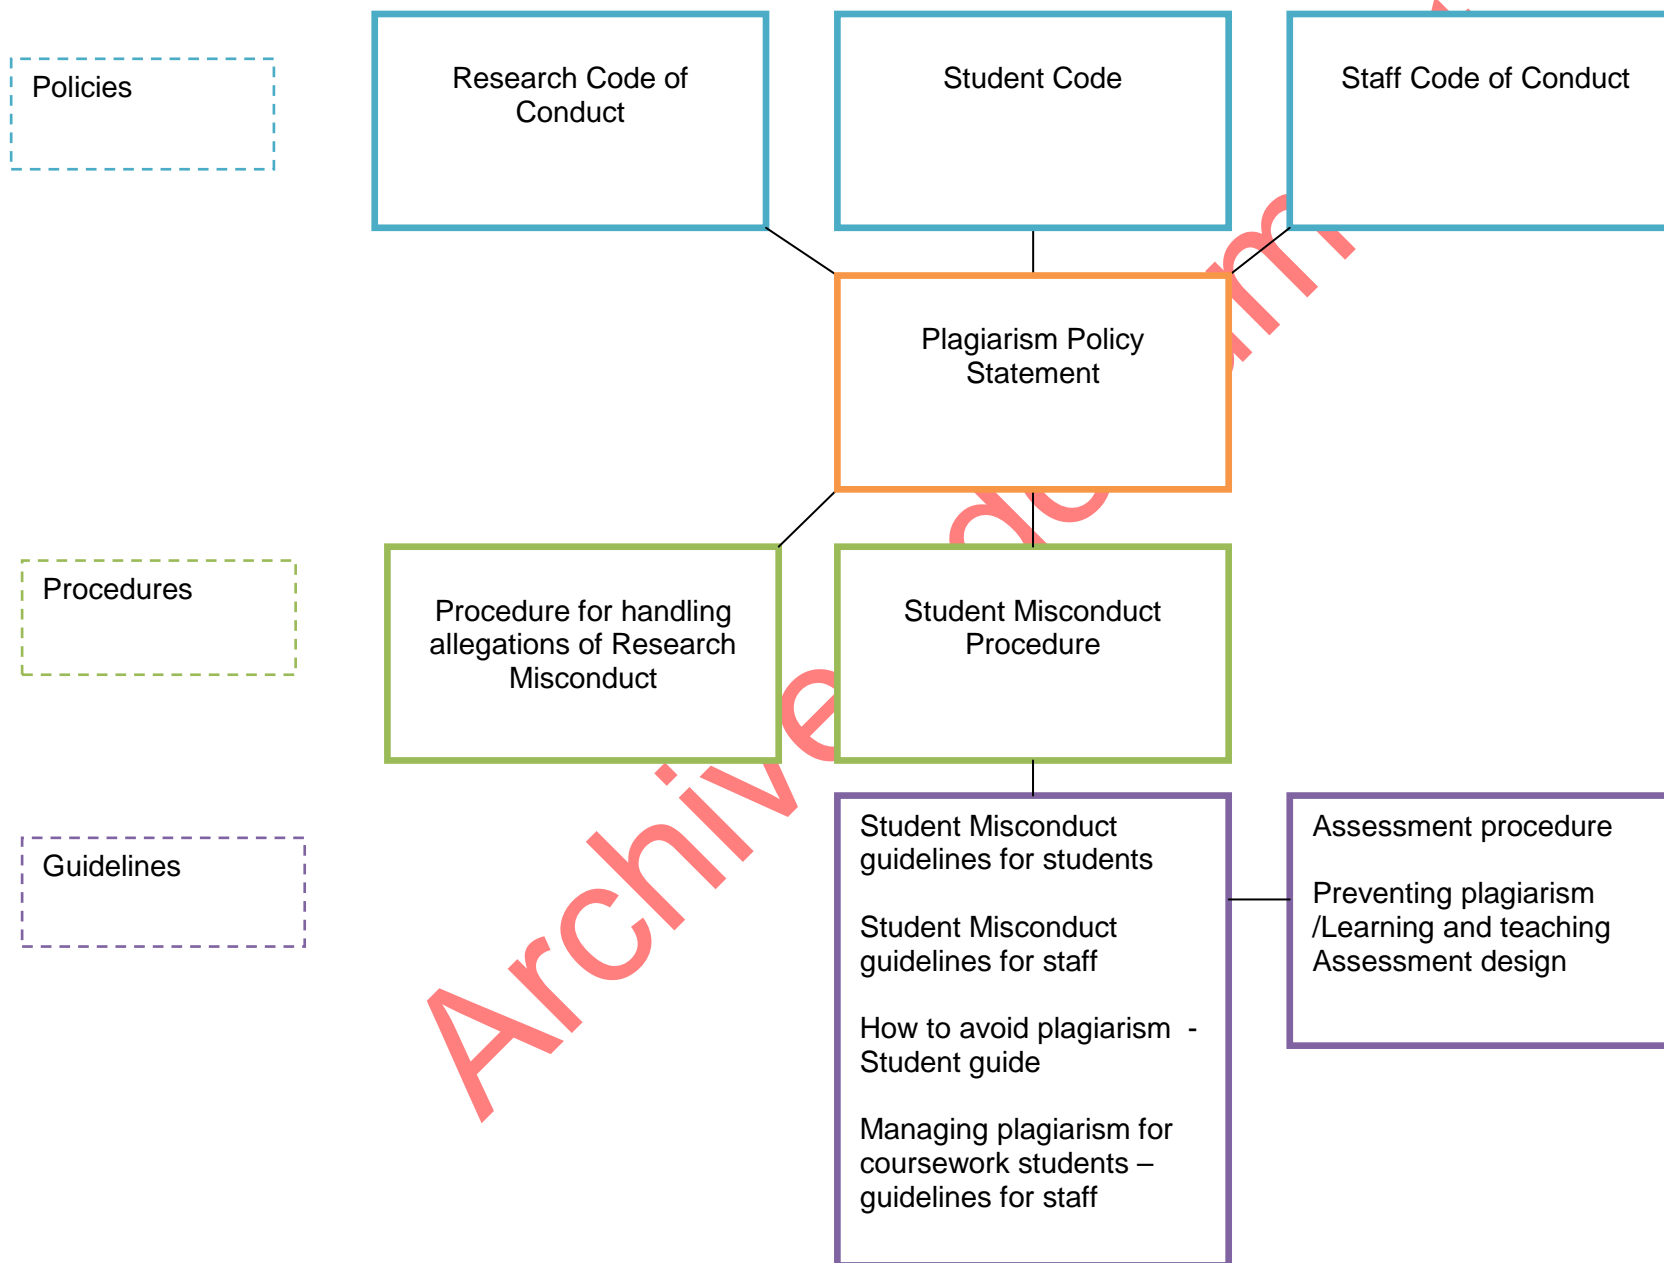 Policies
Research Code of
Conduct
Student Code
Staff Code of Conduct
Plagiarism Policy
Statement
Procedures
Procedure for handling
allegations of Research
Misconduct
Student Misconduct
Procedure
Guidelines
Student Misconduct
guidelines for students
Student Misconduct
guidelines for staff
How to avoid plagiarism  -
Student guide
Managing plagiarism for
coursework students –
guidelines for staff
Assessment procedure
Preventing plagiarism
/Learning and teaching
Assessment design